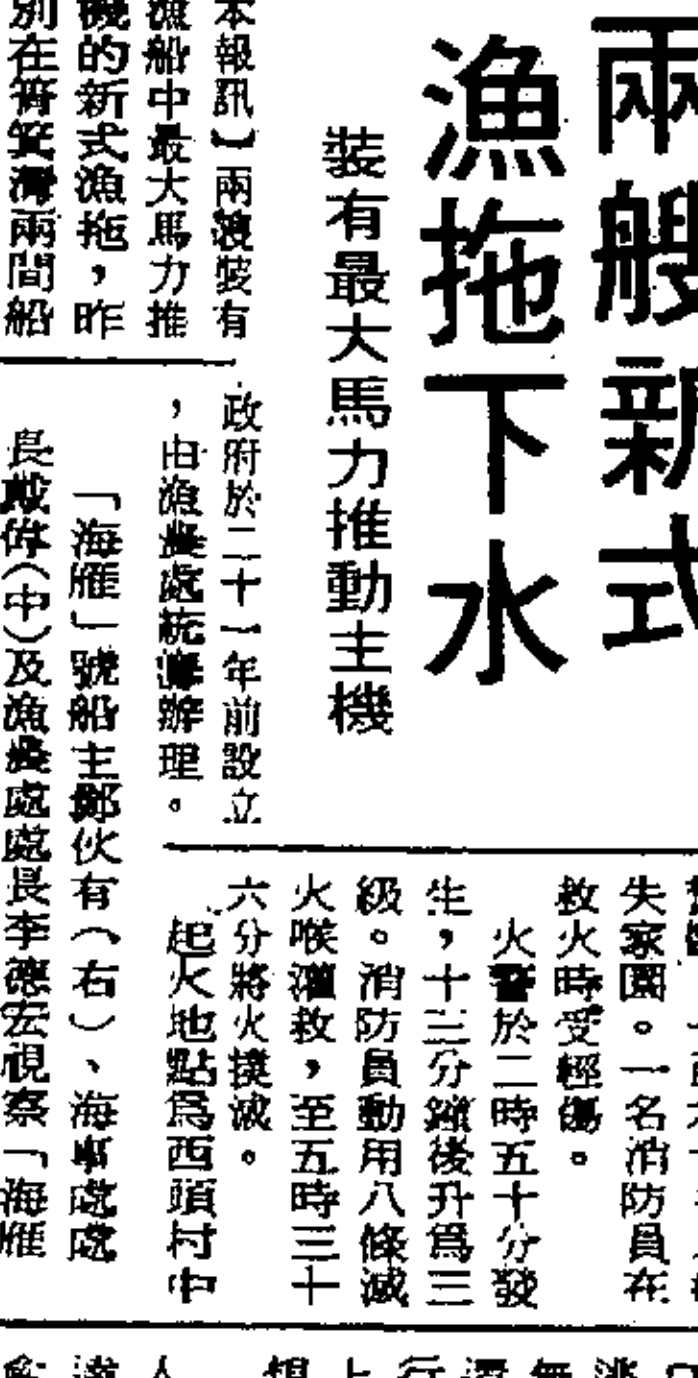 兩艘新式
漁拖下水
裝有最大馬力推動主機
本報訊】兩艘裝有
漁船中最大馬力推
機的新式漁拖，昨
別在筲箕灣兩間船
政府於二十一年前設立
，由漁農處統籌辦理。
「海雁」號船主鄭伙有（右）、海事處處
長戴偉（中）及漁農處處長李德宏視察「海雁
失家園。一名消防員在
救火時受輕傷。
火警於二時五十分發
生，十三分鐘後升爲三
級。消防員動用八條滅
火喉灌救，至五時三十
六分將火撲滅。
起火地點爲西頭村中